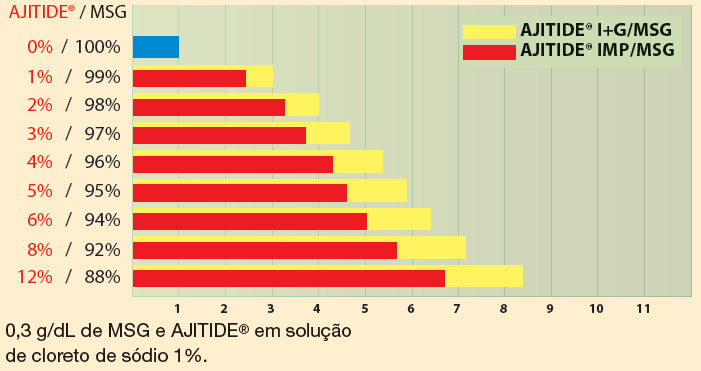 AJITIDE® / MSG
AJITIDE® I+G/MSG
AJITIDE® IMP/MSG
0% / 100%
1% / 99%
2% / 98%
3% / 97%
4% / 96%
5% / 95%
6% / 94%
8% / 92%
12% / 88%
1 2 3 4 5 6 7 8 9 10 11
0,3 g/dL de MSG e AJITIDE® em solução
de cloreto de sódio 1%.